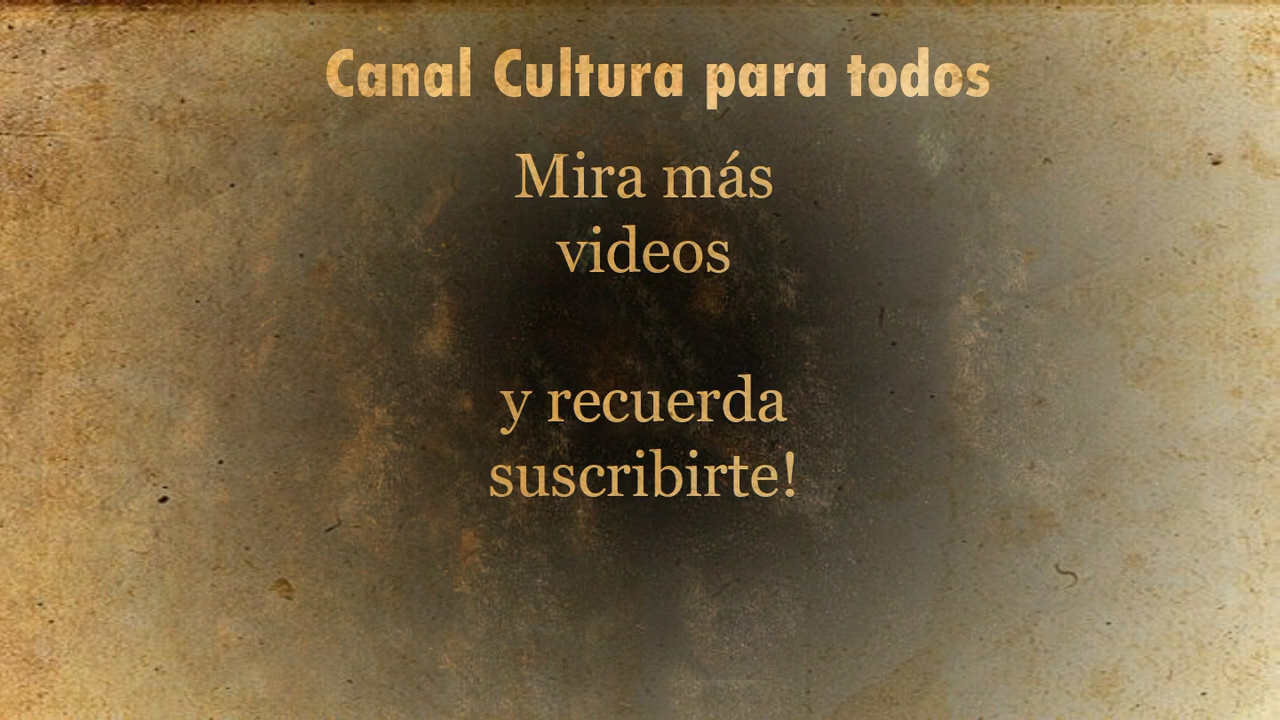 Canal Cultura para todos
Mira más
videos
y recuerda
suscribirte!